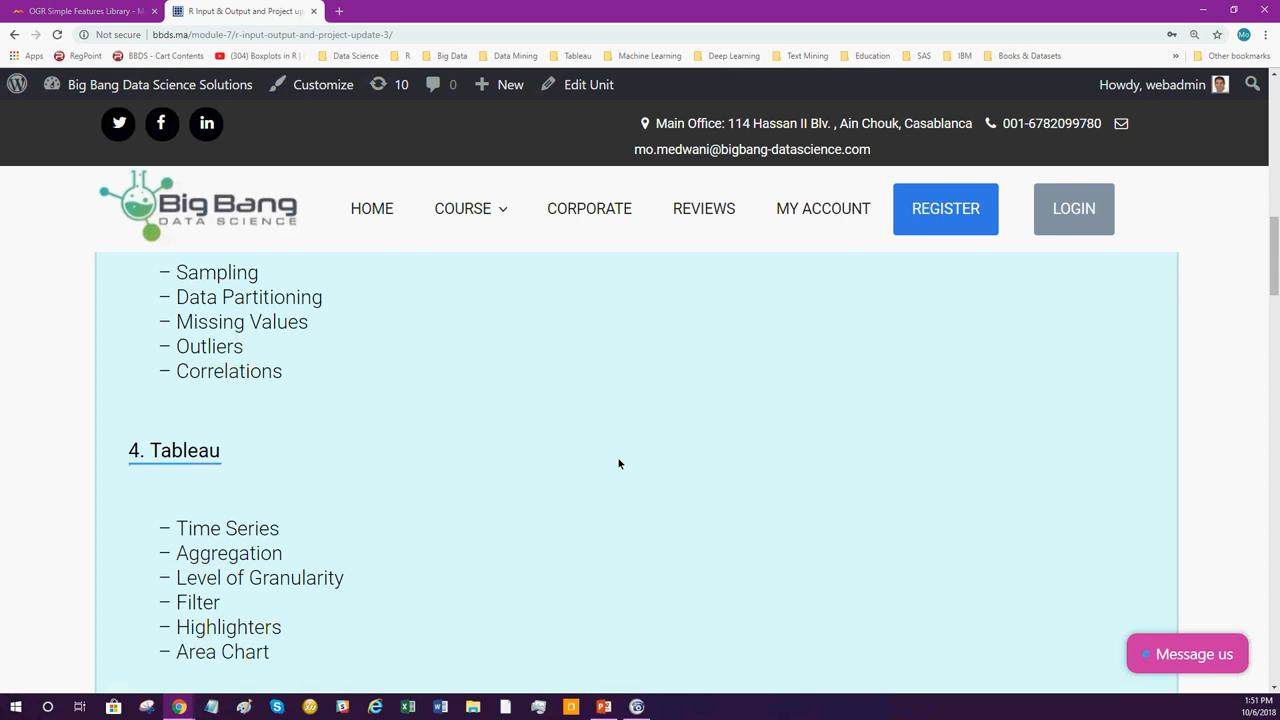 OGR Simple Features Library - M
R Input & Output and Project up
Not secure | bbds.ma/module-7/r-input-output-and-project-update-3/
Apps RegPoint BBDS - Cart Contents (304) Boxplots in R | Data Science R Big Data Data Mining Tableau Machine Learning Deep Learning Text Mining Education SAS IBM Books & Datasets » Other bookmarks
Big Bang Data Science Solutions Customize 10 0 New Edit Unit Howdy, webadmin
Main Office: 114 Hassan II Blv. , Ain Chouk, Casablanca 001-6782099780
mo.medwani@bigbang-datascience.com
Big Bang
DATA SCIENCE
HOME COURSE CORPORATE REVIEWS MY ACCOUNT REGISTER LOGIN
– Sampling
– Data Partitioning
– Missing Values
– Outliers
– Correlations
4. Tableau
– Time Series
– Aggregation
– Level of Granularity
– Filter
– Highlighters
– Area Chart
Message us
1:51 PM
10/6/2018